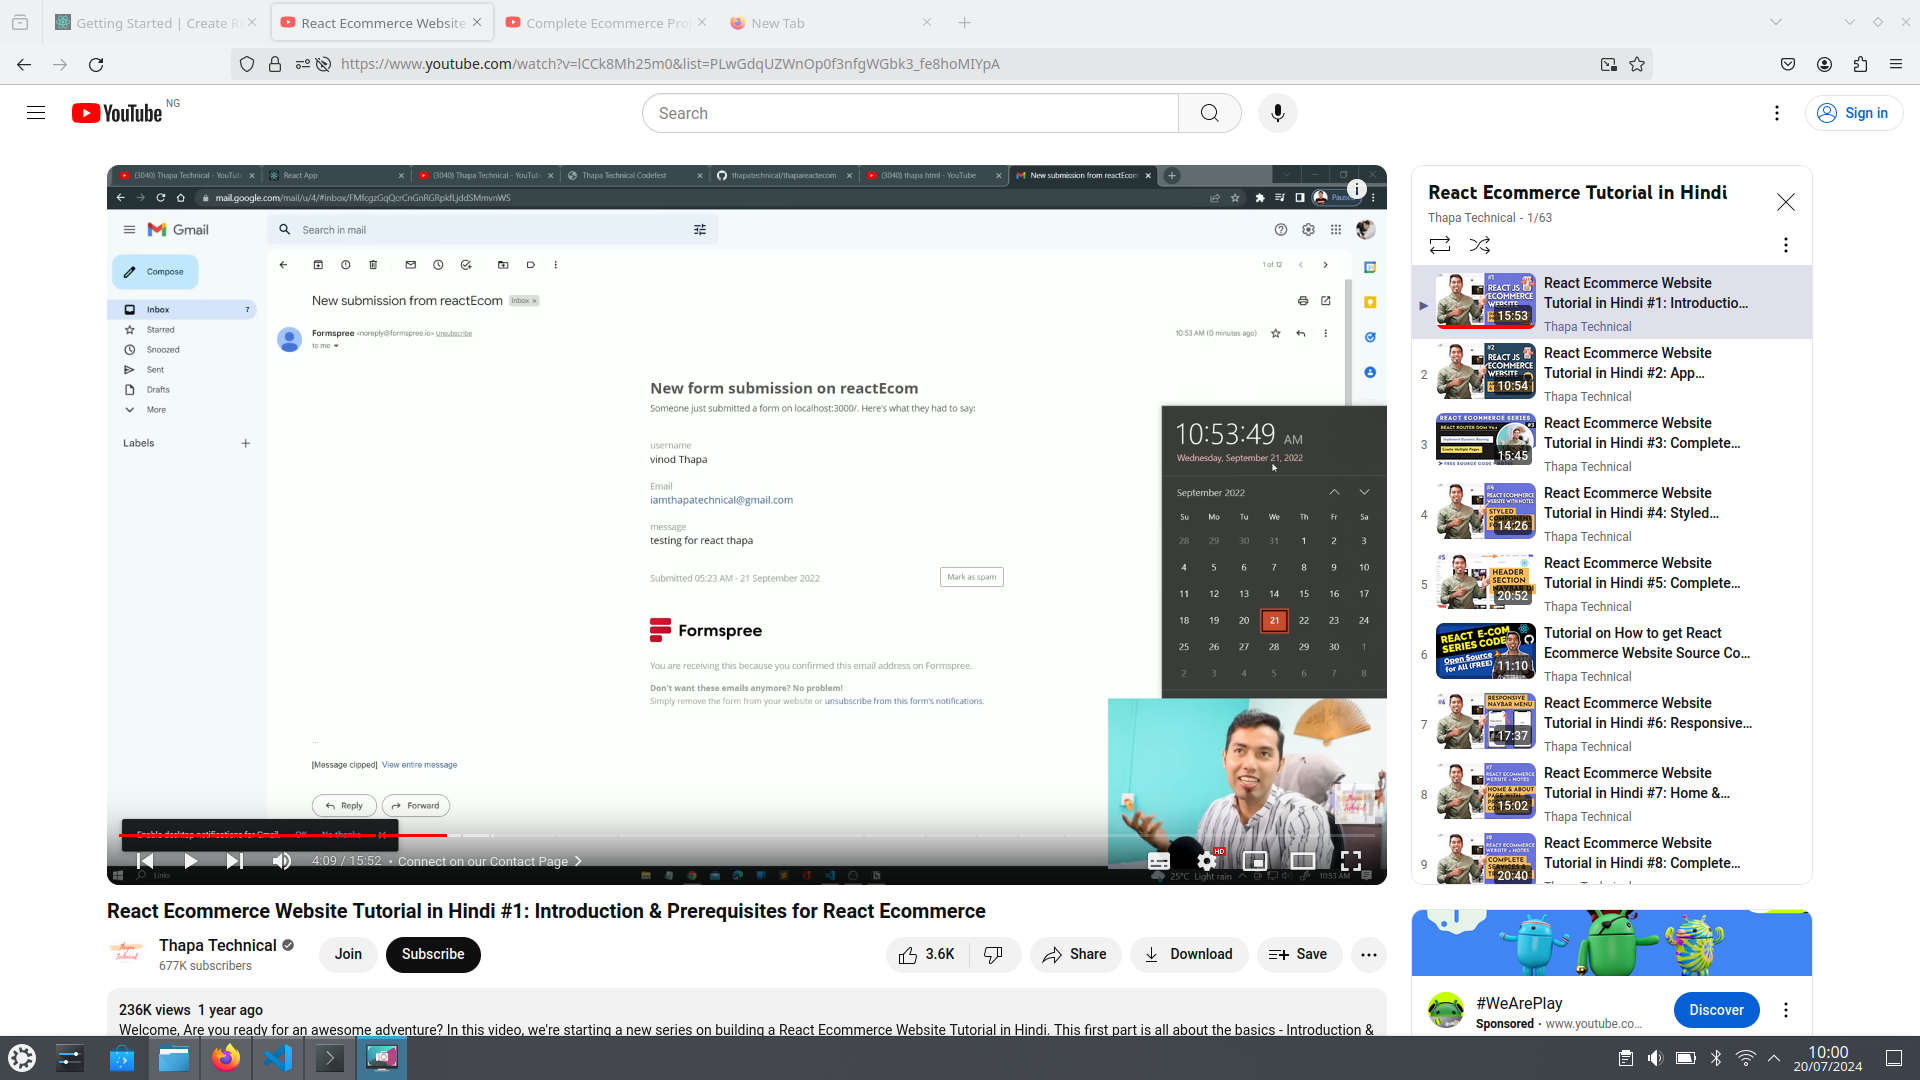 Getting Started | Create R
React Ecommerce Website
Complete Ecommerce Proj
New Tab
https://www.youtube.com/watch?v=lCCk8Mh25m0&list=PLwGdqUZWnOp0f3nfgWGbk3_fe8hoMIYpA
YouTube NG
Search
Sign in
(3040) Thapa Technical - YouTub
React App
(3040) Thapa Technical - YouTub
Thapa Technical Codefest
thapatechnical/thapareactecom
(3040) thapa html - YouTube
New submission from reactEcom
mail.google.com/mail/u/4/#inbox/FMfcgzGqQcrCnGnRGRpkfLjddSMmvnWS
Gmail
Search in mail
Compose
1 of 12
Inbox 7
Starred
Snoozed
Sent
Drafts
More
Labels
New submission from reactEcom Inbox x
Formspree <noreply@formspree.io> Unsubscribe
to me
10:53 AM (0 minutes ago)
New form submission on reactEcom
Someone just submitted a form on localhost:3000/. Here's what they had to say:
username
vinod Thapa
Email
iamthapatechnical@gmail.com
message
testing for react thapa
Submitted 05:23 AM - 21 September 2022
Mark as spam
Formspree
You are receiving this because you confirmed this email address on Formspree.
Don't want these emails anymore? No problem!
Simply remove the form from your website or unsubscribe from this form's notifications.
...
[Message clipped] View entire message
Reply
Forward
10:53:49 AM
Wednesday, September 21, 2022
September 2022
Su Mo Tu We Th Fr Sa
28 29 30 31 1 2 3
4 5 6 7 8 9 10
11 12 13 14 15 16 17
18 19 20 21 22 23 24
25 26 27 28 29 30 1
2 3 4 5 6 7 8
Enable desktop notifications for Gmail. OK No thanks
4:09 / 15:52 • Connect on our Contact Page
HD
Links
25°C Light rain
10:53 AM
React Ecommerce Website Tutorial in Hindi #1: Introduction & Prerequisites for React Ecommerce
Thapa Technical
677K subscribers
Join
Subscribe
3.6K
Share
Download
Save
236K views 1 year ago
Welcome, Are you ready for an awesome adventure? In this video, we're starting a new series on building a React Ecommerce Website Tutorial in Hindi. This first part is all about the basics - Introduction &
React Ecommerce Tutorial in Hindi
Thapa Technical - 1/63
15:53
React Ecommerce Website
Tutorial in Hindi #1: Introductio...
Thapa Technical
2
10:54
React Ecommerce Website
Tutorial in Hindi #2: App...
Thapa Technical
3
15:45
React Ecommerce Website
Tutorial in Hindi #3: Complete...
Thapa Technical
4
14:26
React Ecommerce Website
Tutorial in Hindi #4: Styled...
Thapa Technical
5
20:52
React Ecommerce Website
Tutorial in Hindi #5: Complete...
Thapa Technical
6
REACT E-COM
SERIES CODE
Open Source
for All (FREE)
11:10
Tutorial on How to get React
Ecommerce Website Source Co...
Thapa Technical
7
17:37
React Ecommerce Website
Tutorial in Hindi #6: Responsive...
Thapa Technical
8
15:02
React Ecommerce Website
Tutorial in Hindi #7: Home &...
Thapa Technical
9
20:40
React Ecommerce Website
Tutorial in Hindi #8: Complete...
#WeArePlay
Sponsored · www.youtube.co...
Discover
10:00
20/07/2024